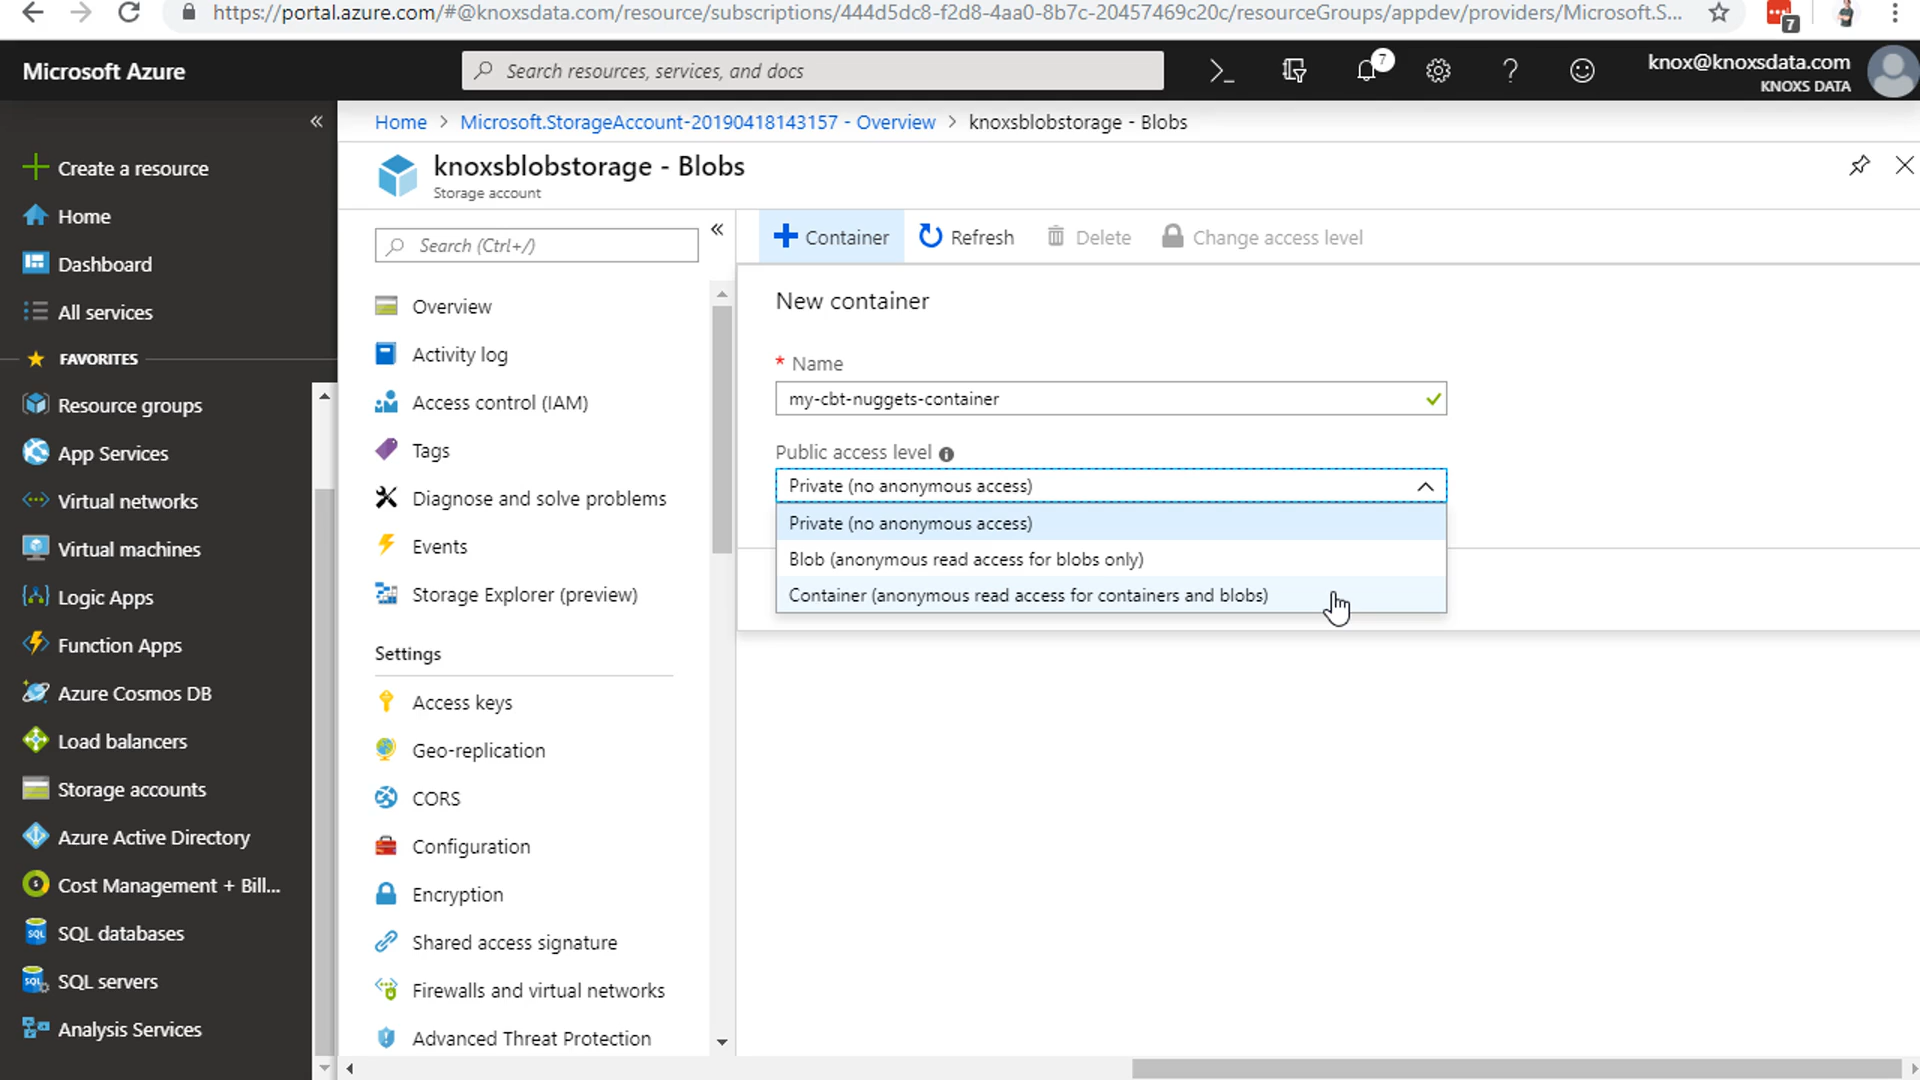 https://portal.azure.com/#@knoxsdata.com/resource/subscriptions/444d5dc8-f2d8-4aa0-8b7c-20457469c20c/resourceGroups/appdev/providers/Microsoft.S...
7
Microsoft Azure
Search resources, services, and docs
7
knox@knoxsdata.com
KNOXS DATA
Home > Microsoft.StorageAccount-20190418143157 - Overview > knoxsblobstorage - Blobs
knoxsblobstorage - Blobs
Storage account
Create a resource
Home
Dashboard
All services
FAVORITES
Resource groups
App Services
Virtual networks
Virtual machines
Logic Apps
Function Apps
Azure Cosmos DB
Load balancers
Storage accounts
Azure Active Directory
Cost Management + Bill...
SQL databases
SQL servers
Analysis Services
Search (Ctrl+/)
Overview
Activity log
Access control (IAM)
Tags
Diagnose and solve problems
Events
Storage Explorer (preview)
Settings
Access keys
Geo-replication
CORS
Configuration
Encryption
Shared access signature
Firewalls and virtual networks
Advanced Threat Protection
Container
Refresh
Delete
Change access level
New container
* Name
my-cbt-nuggets-container
Public access level
Private (no anonymous access)
Private (no anonymous access)
Blob (anonymous read access for blobs only)
Container (anonymous read access for containers and blobs)